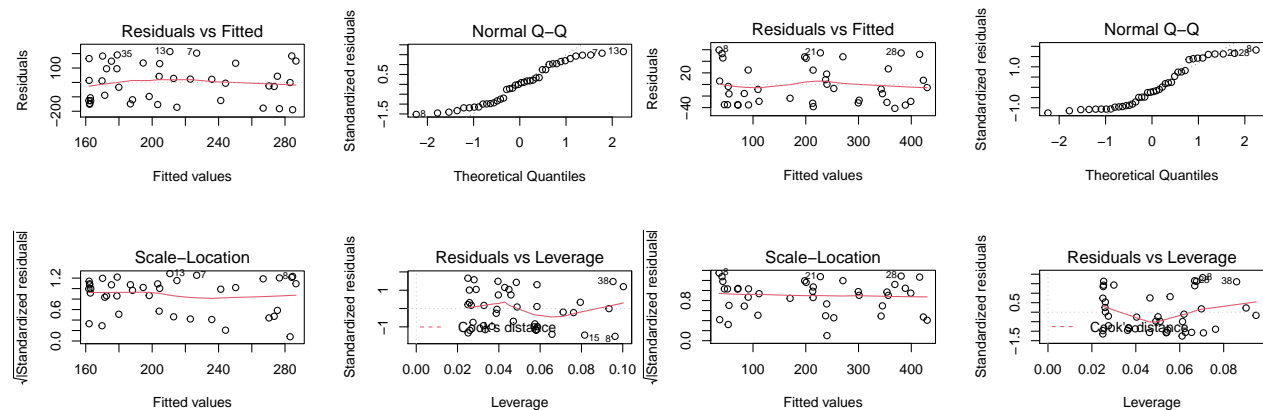 Residuals vs Fitted
Residuals
−200 100
35
13
7
160 200 240 280
Fitted values
Normal Q−Q
Standardized residuals
−1.5 1.0
8
7
13
−2 −1 0 1 2
Theoretical Quantiles
Residuals vs Fitted
Residuals
−40 20
8
21
28
100 200 300 400
Fitted values
Normal Q−Q
Standardized residuals
−1.0 1.0
28
8
−2 −1 0 1 2
Theoretical Quantiles
Scale−Location
√|Standardized residuals|
0.0 0.6 1.2
13
7
8
160 200 240 280
Fitted values
Residuals vs Leverage
Standardized residuals
−1 1
Cook's distance
38
15
8
0.00 0.02 0.04 0.06 0.08 0.10
Leverage
Scale−Location
√|Standardized residuals|
0.0 0.8
8
21
28
100 200 300 400
Fitted values
Residuals vs Leverage
Standardized residuals
−1.5 0.5
Cook's distance
8
38
0.00 0.02 0.04 0.06 0.08
Leverage